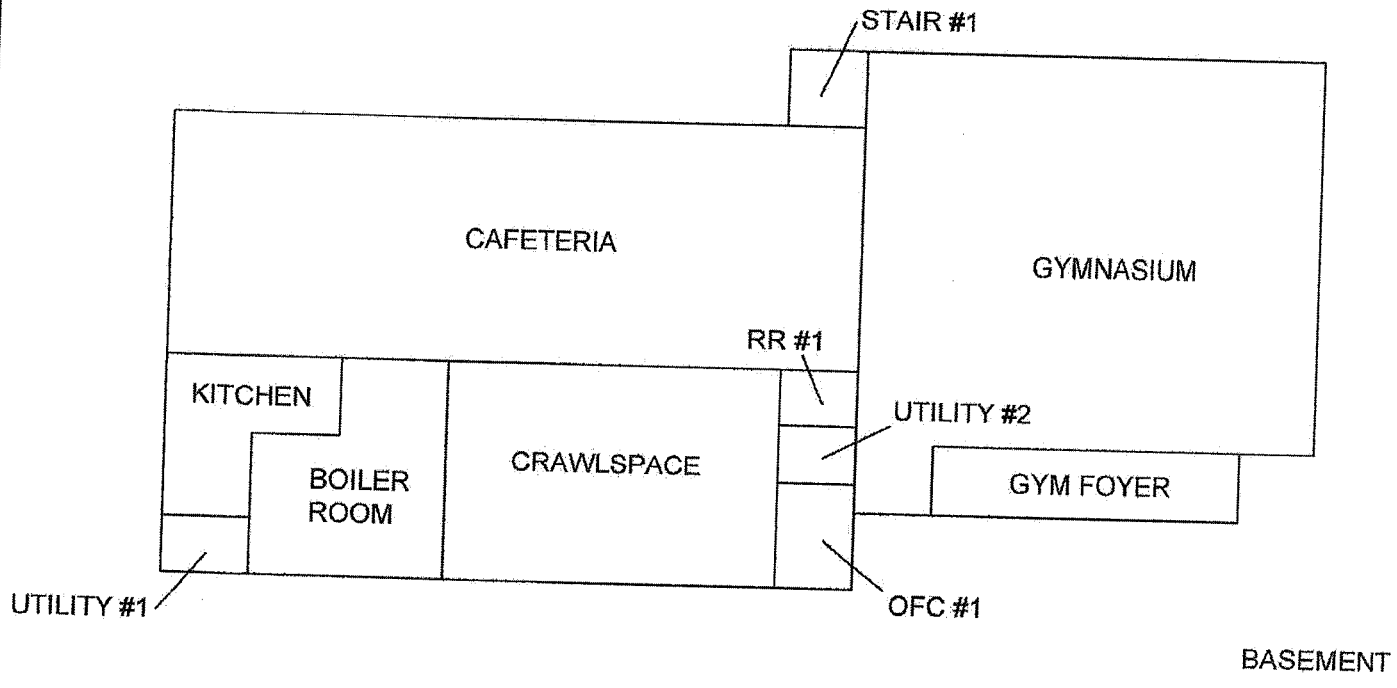 STAIR #1
CAFETERIA
GYMNASIUM
RR #1
KITCHEN
UTILITY #2
CRAWLSPACE
BOILER
ROOM
GYM FOYER
UTILITY #1
OFC #1
BASEMENT